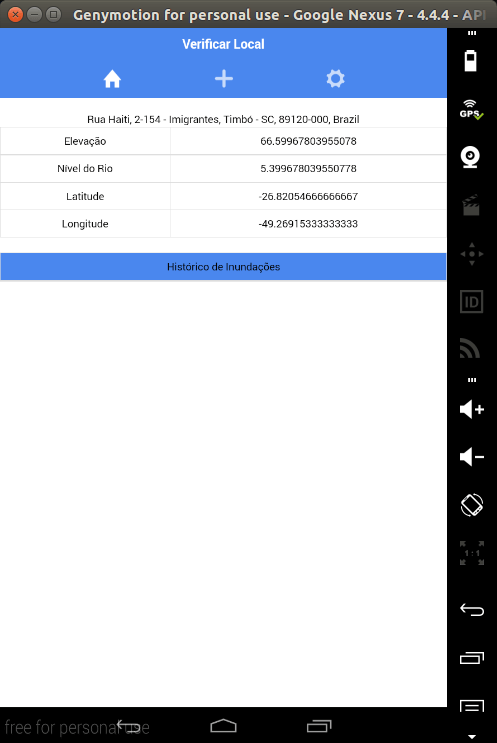 Genymotion for personal use - Google Nexus 7 - 4.4.4 - API
Verificar Local
GPS
Rua Haiti, 2-154 - Imigrantes, Timbó - SC, 89120-000, Brazil
Elevação 66.59967803955078
Nível do Rio 5.399678039550778
Latitude -26.82054666666667
Longitude -49.26915333333333
Histórico de Inundações
ID
1:1
free for personal use